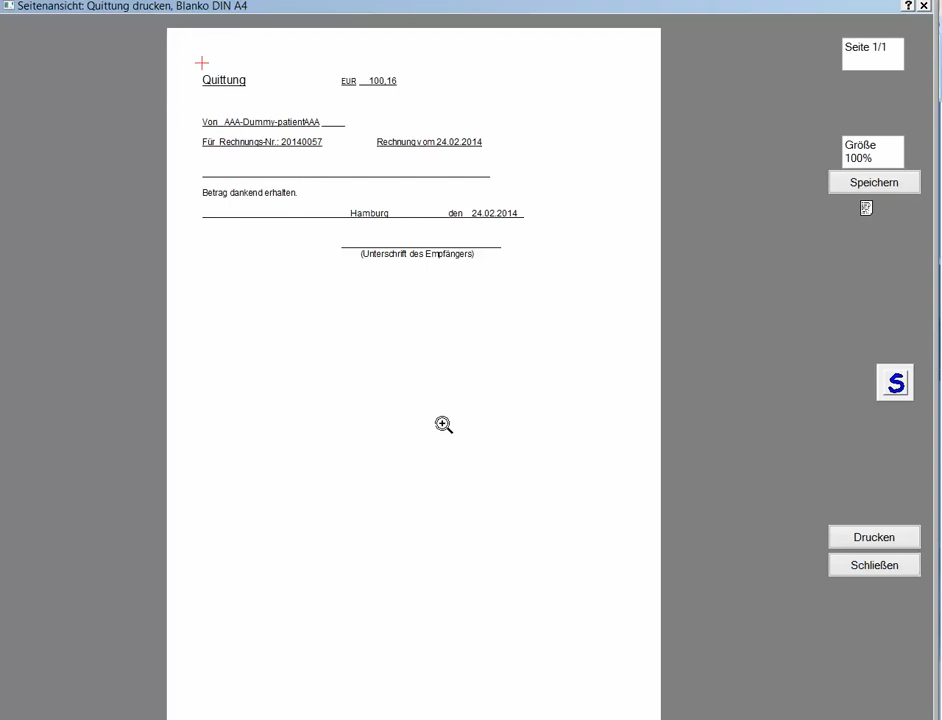 Seitenansicht: Quittung drucken, Blanko DIN A4
Seite 1/1
Quittung EUR 100,16
Von AAA-Dummy-patientAAA
Für Rechnungs-Nr.: 20140057 Rechnung vom 24.02.2014
Größe
100%
Speichern
Betrag dankend erhalten.
Hamburg den 24.02.2014
(Unterschrift des Empfängers)
S
Drucken
Schließen